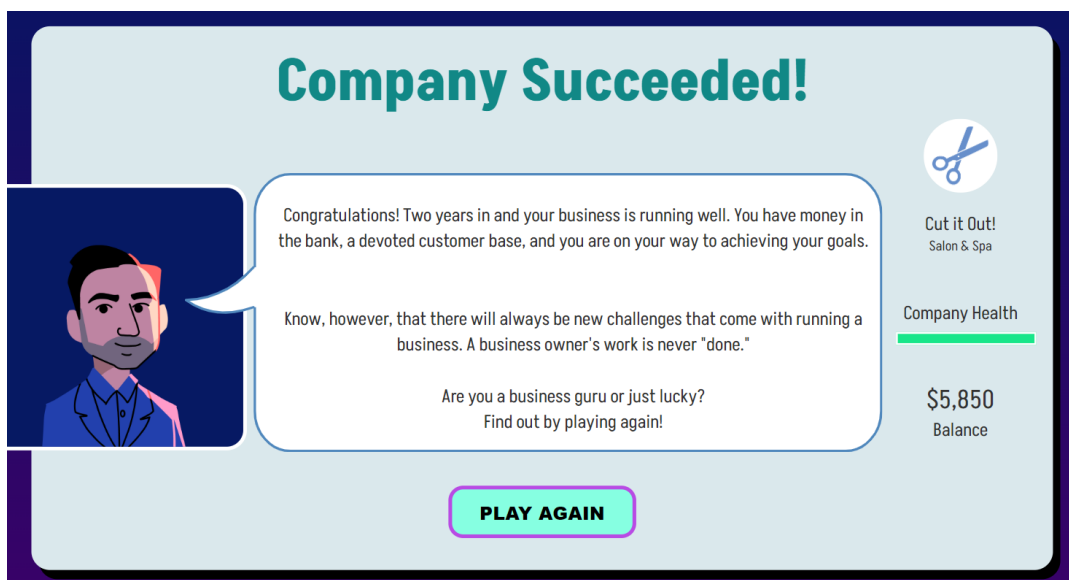 Company Succeeded!
Congratulations! Two years in and your business is running well. You have money in
the bank, a devoted customer base, and you are on your way to achieving your goals.
Know, however, that there will always be new challenges that come with running a
business. A business owner's work is never "done."
Are you a business guru or just lucky?
Find out by playing again!
Cut it Out!
Salon & Spa
Company Health
$5,850
Balance
PLAY AGAIN